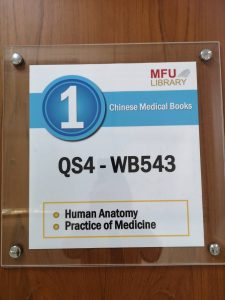 MFU
LIBRARY
1
Chinese Medical Books
QS4 - WB543
Human Anatomy
Practice of Medicine